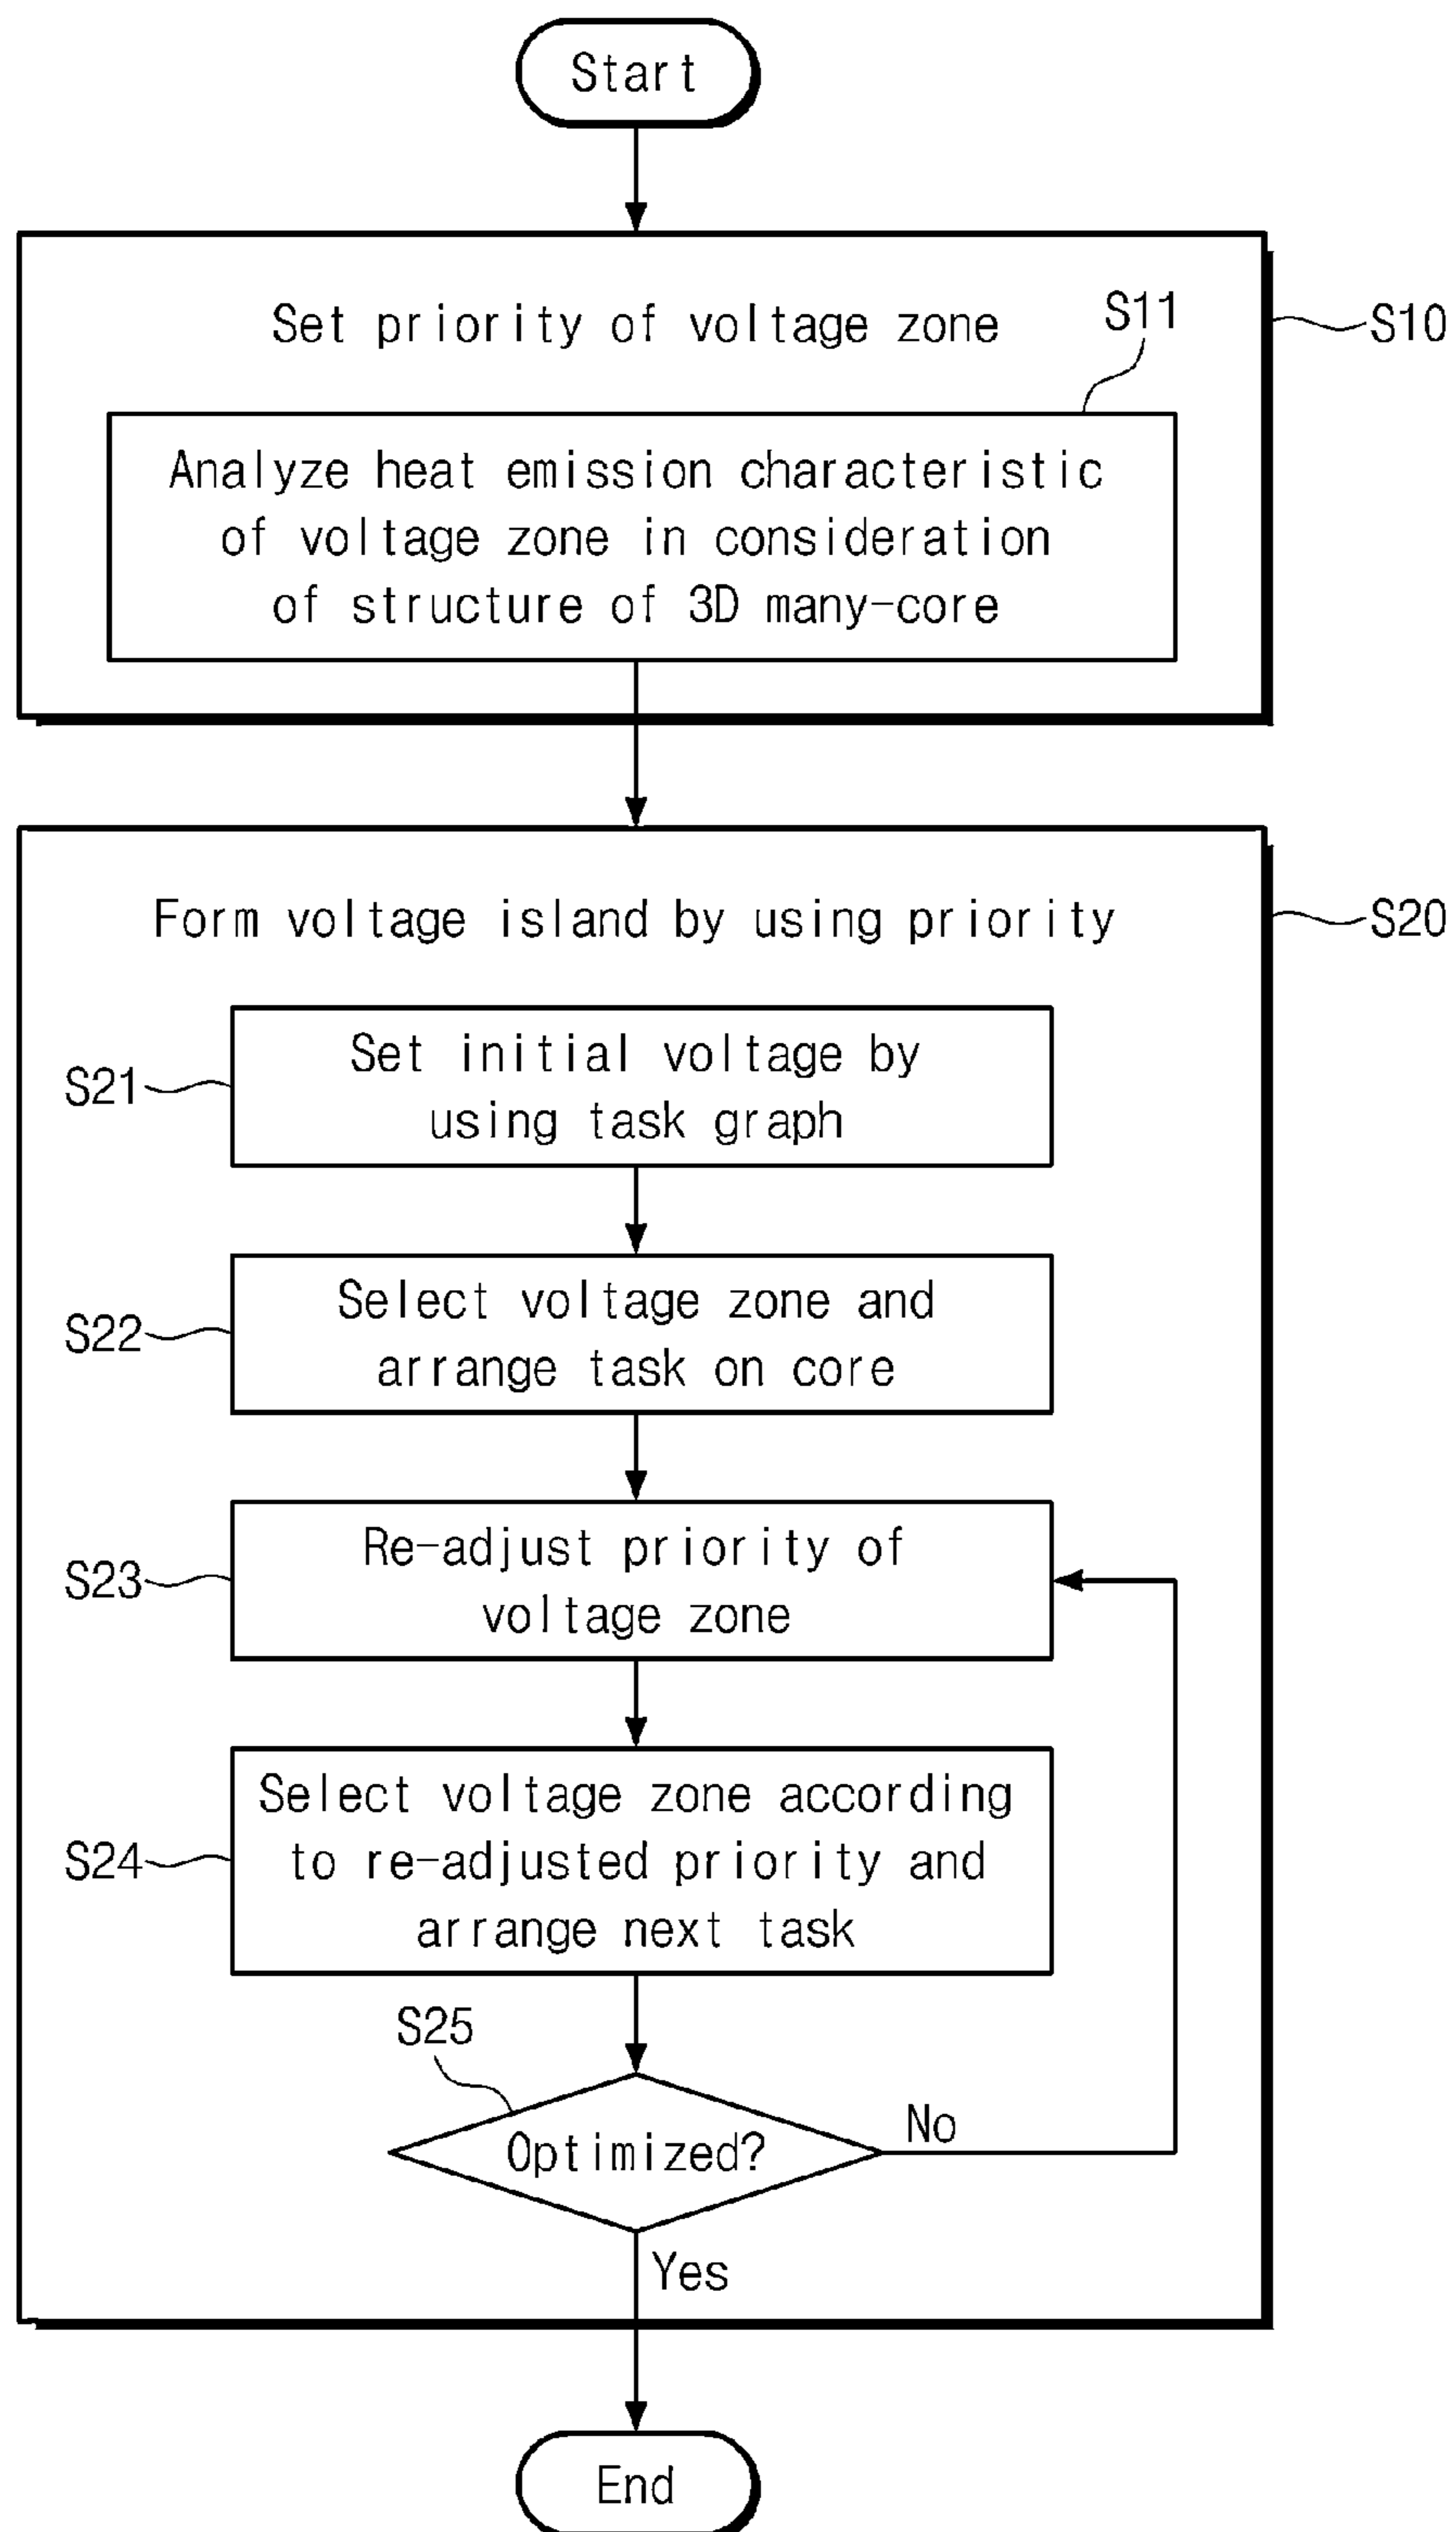 Start
Set priority of voltage zone
S11
S10
Analyze heat emission characteristic
of voltage zone in consideration
of structure of 3D many-core
Form voltage island by using priority
S20
Set initial voltage by
using task graph
S21
Select voltage zone and
arrange task on core
S22
Re-adjust priority of
voltage zone
S23
Select voltage zone according
to re-adjusted priority and
arrange next task
S24
S25
Optimized?
No
Yes
End